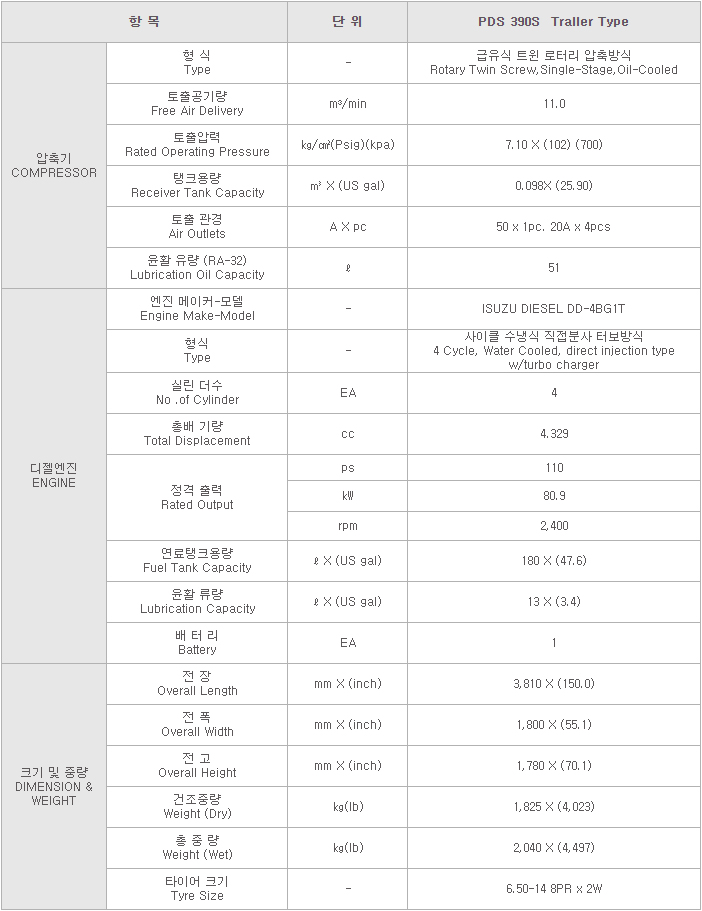 항 목 단 위 PDS 390S Traller Type
압축기
COMPRESSOR
형 식
Type
-
급유식 트윈 로터리 압축방식
Rotary Twin Screw,Single-Stage,Oil-Cooled
토출공기량
Free Air Delivery
m³/min
11.0
토출압력
Rated Operating Pressure
㎏/㎠(Psig)(kpa)
7.10 X (102) (700)
탱크용량
Receiver Tank Capacity
㎥ X (US gal)
0.098X (25.90)
토출 관경
Air Outlets
A X pc
50 x 1pc. 20A x 4pcs
윤활 유량 (RA-32)
Lubrication Oil Capacity
ℓ
51
디젤엔진
ENGINE
엔진 메이커-모델
Engine Make-Model
-
ISUZU DIESEL DD-4BG1T
형식
Type
-
사이클 수냉식 직접분사 터보방식
4 Cycle, Water Cooled, direct injection type
w/turbo charger
실린 더수
No .of Cylinder
EA
4
총배 기량
Total Displacement
cc
4.329
정격 출력
Rated Output
ps
110
㎾
80.9
rpm
2,400
연료탱크용량
Fuel Tank Capacity
ℓ X (US gal)
180 X (47.6)
윤활 류량
Lubrication Capacity
ℓ X (US gal)
13 X (3.4)
배 터 리
Battery
EA
1
크기 및 중량
DIMENSION &
WEIGHT
전 장
Overall Length
mm X (inch)
3,810 X (150.0)
전 폭
Overall Width
mm X (inch)
1,800 X (55.1)
전 고
Overall Height
mm X (inch)
1,780 X (70.1)
건조중량
Weight (Dry)
㎏(lb)
1,825 X (4,023)
총 중 량
Weight (Wet)
㎏(lb)
2,040 X (4,497)
타이어 크기
Tyre Size
-
6.50-14 8PR x 2W